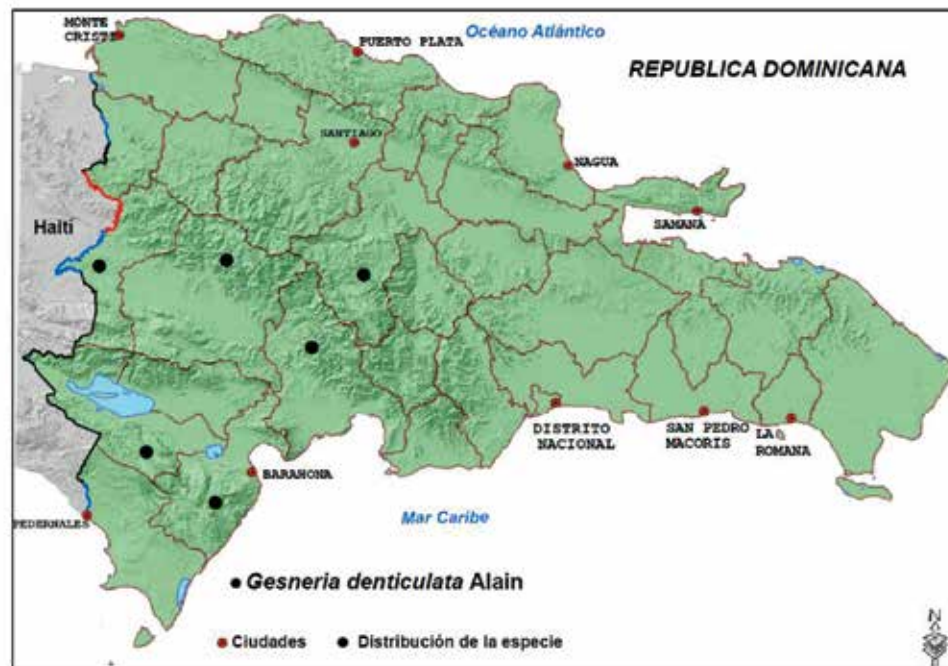 MONTE
CRISTI
PUERTO PLATA
Océano Atlántico
REPUBLICA DOMINICANA
SANTIAGO
NAGUA
SAMANA
Haití
DISTRITO
NACIONAL
SAN PEDRO
MACORIS
LA
ROMANA
BARAHONA
PEDERNALES
Mar Caribe
Gesneria denticulata Alain
Ciudades
Distribución de la especie
N